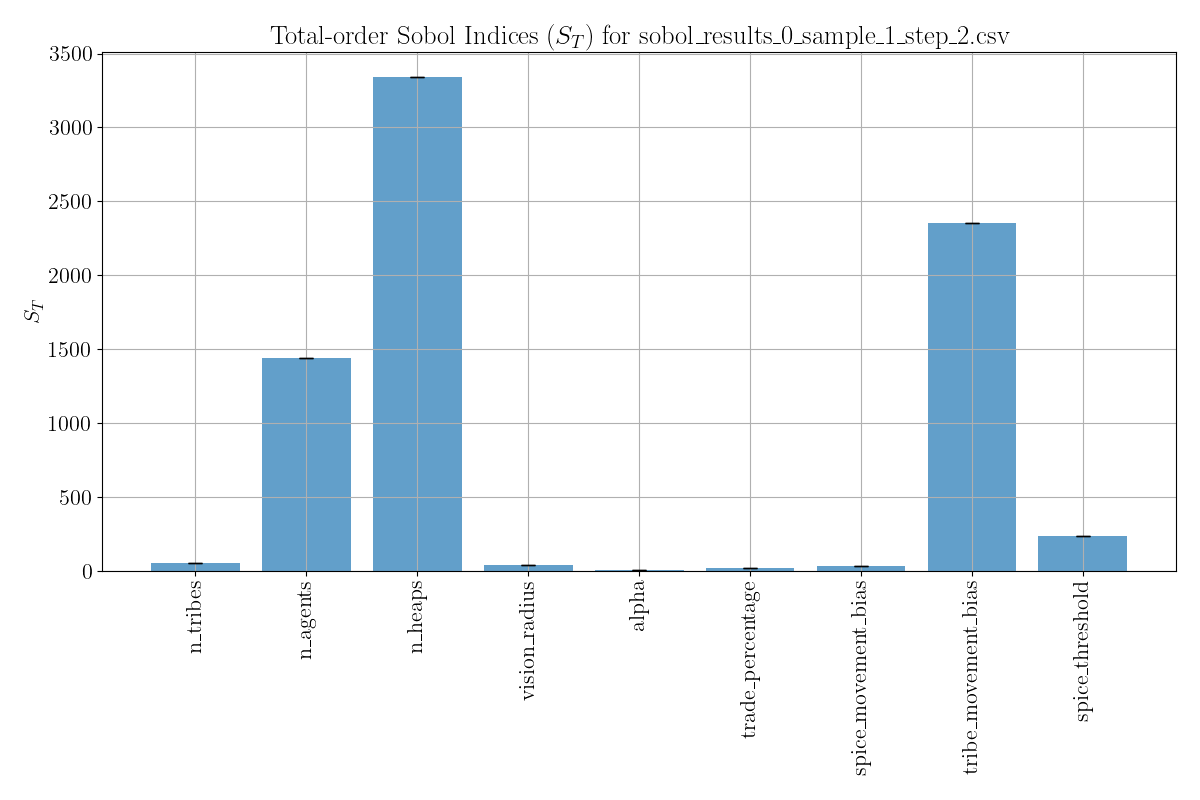 Total-order Sobol Indices (S_T) for sobol_results_0_sample_1_step_2.csv
3500
3000
2500
2000
1500
1000
500
0
S_T
n_tribes
n_agents
n_heaps
vision_radius
alpha
trade_percentage
spice_movement_bias
tribe_movement_bias
spice_threshold